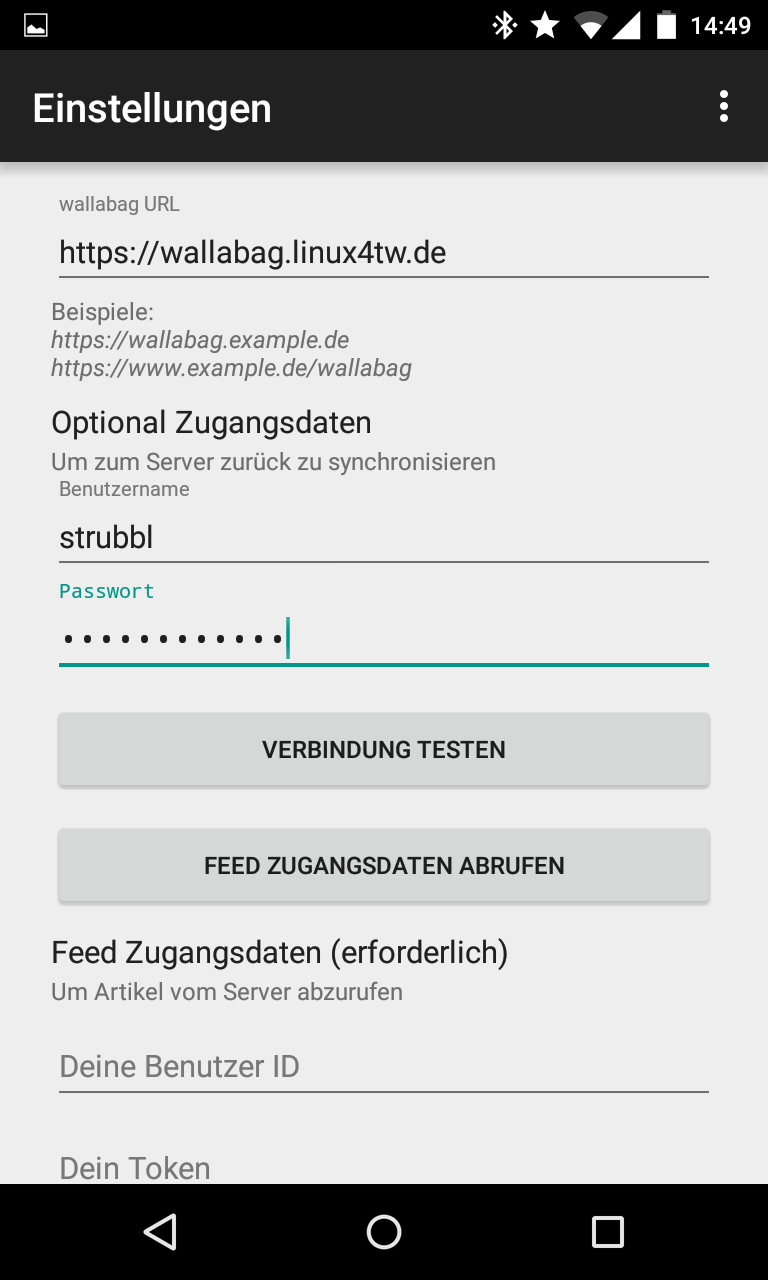 14:49
Einstellungen
wallabag URL
https://wallabag.linux4tw.de
Beispiele:
https://wallabag.example.de
https://www.example.de/wallabag
Optional Zugangsdaten
Um zum Server zurück zu synchronisieren
Benutzername
strubbl
Passwort
••••••••••••
VERBINDUNG TESTEN
FEED ZUGANGSDATEN ABRUFEN
Feed Zugangsdaten (erforderlich)
Um Artikel vom Server abzurufen
Deine Benutzer ID
Dein Token